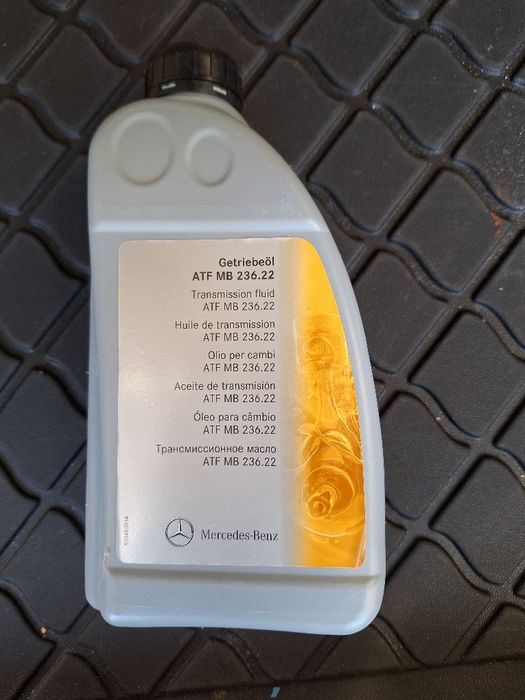 Getriebeöl
ATF MB 236.22
Transmission fluid
ATF MB 236.22
Huile de transmission
ATF MB 236.22
Olio per cambi
ATF MB 236.22
Aceite de transmisión
ATF MB 236.22
Óleo para câmbio
ATF MB 236.22
Трансмиссионное масло
ATF MB 236.22
Mercedes-Benz